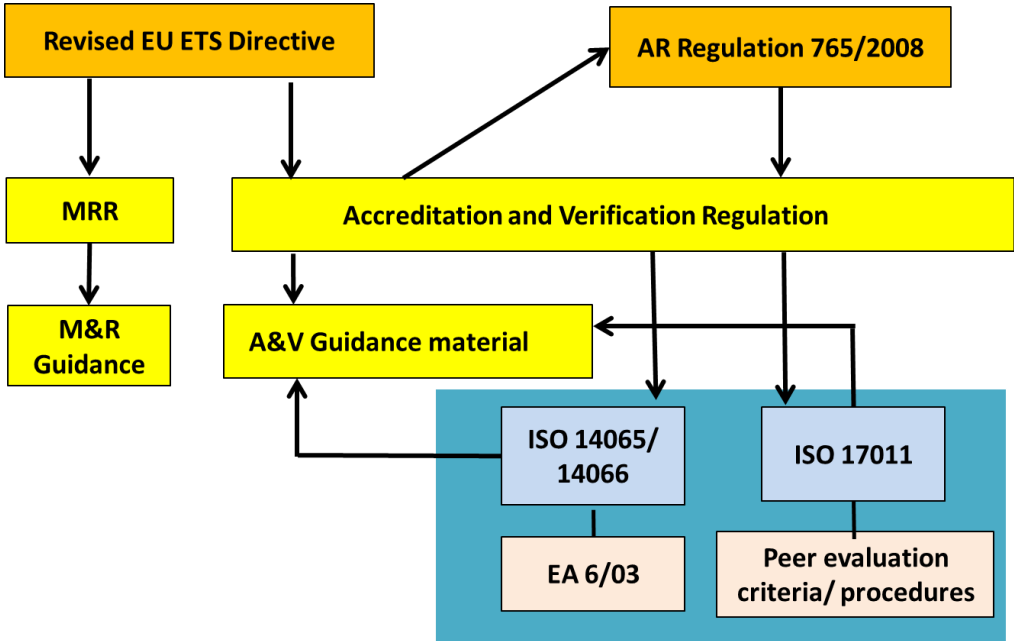 Revised EU ETS Directive
AR Regulation 765/2008
MRR
Accreditation and Verification Regulation
M&R
Guidance
A&V Guidance material
ISO 14065/
14066
ISO 17011
EA 6/03
Peer evaluation
criteria/ procedures